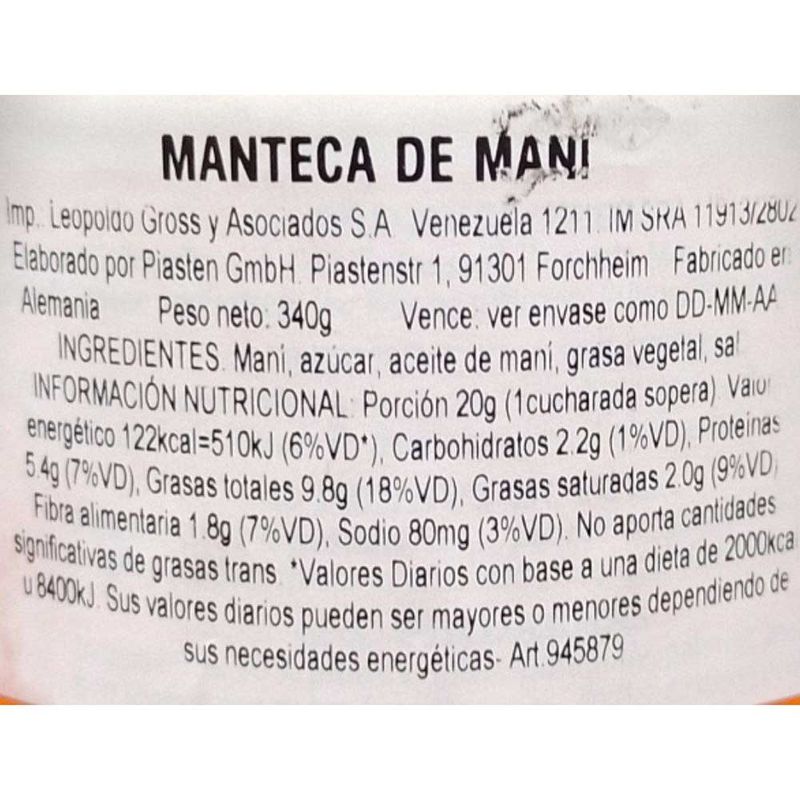 MANTECA DE MANÍ
Imp.. Leopoldo Gross y Asociados S.A Venezuela 1211. IM SRA 11913/2802
Elaborado por Piasten GmbH. Piastenstr 1, 91301 Forchheim Fabricado en
Alemania Peso neto: 340g Vence: ver envase como DD-MM-AA
INGREDIENTES. Maní, azúcar, aceite de maní, grasa vegetal, sal
INFORMACIÓN NUTRICIONAL: Porción 20g (1cucharada sopera) Valor
energético 122kcal=510kJ (6%VD*), Carbohidratos 2.2g (1%VD), Proteínas
5.4g (7%VD), Grasas totales 9.8g (18%VD), Grasas saturadas 2.0g (9%VD)
Fibra alimentaria 1.8g (7%VD), Sodio 80mg (3%VD). No aporta cantidades
significativas de grasas trans. *Valores Diarios con base a una dieta de 2000kca
u 8400kJ. Sus valores diarios pueden ser mayores o menores dependiendo de
sus necesidades energéticas- Art.945879